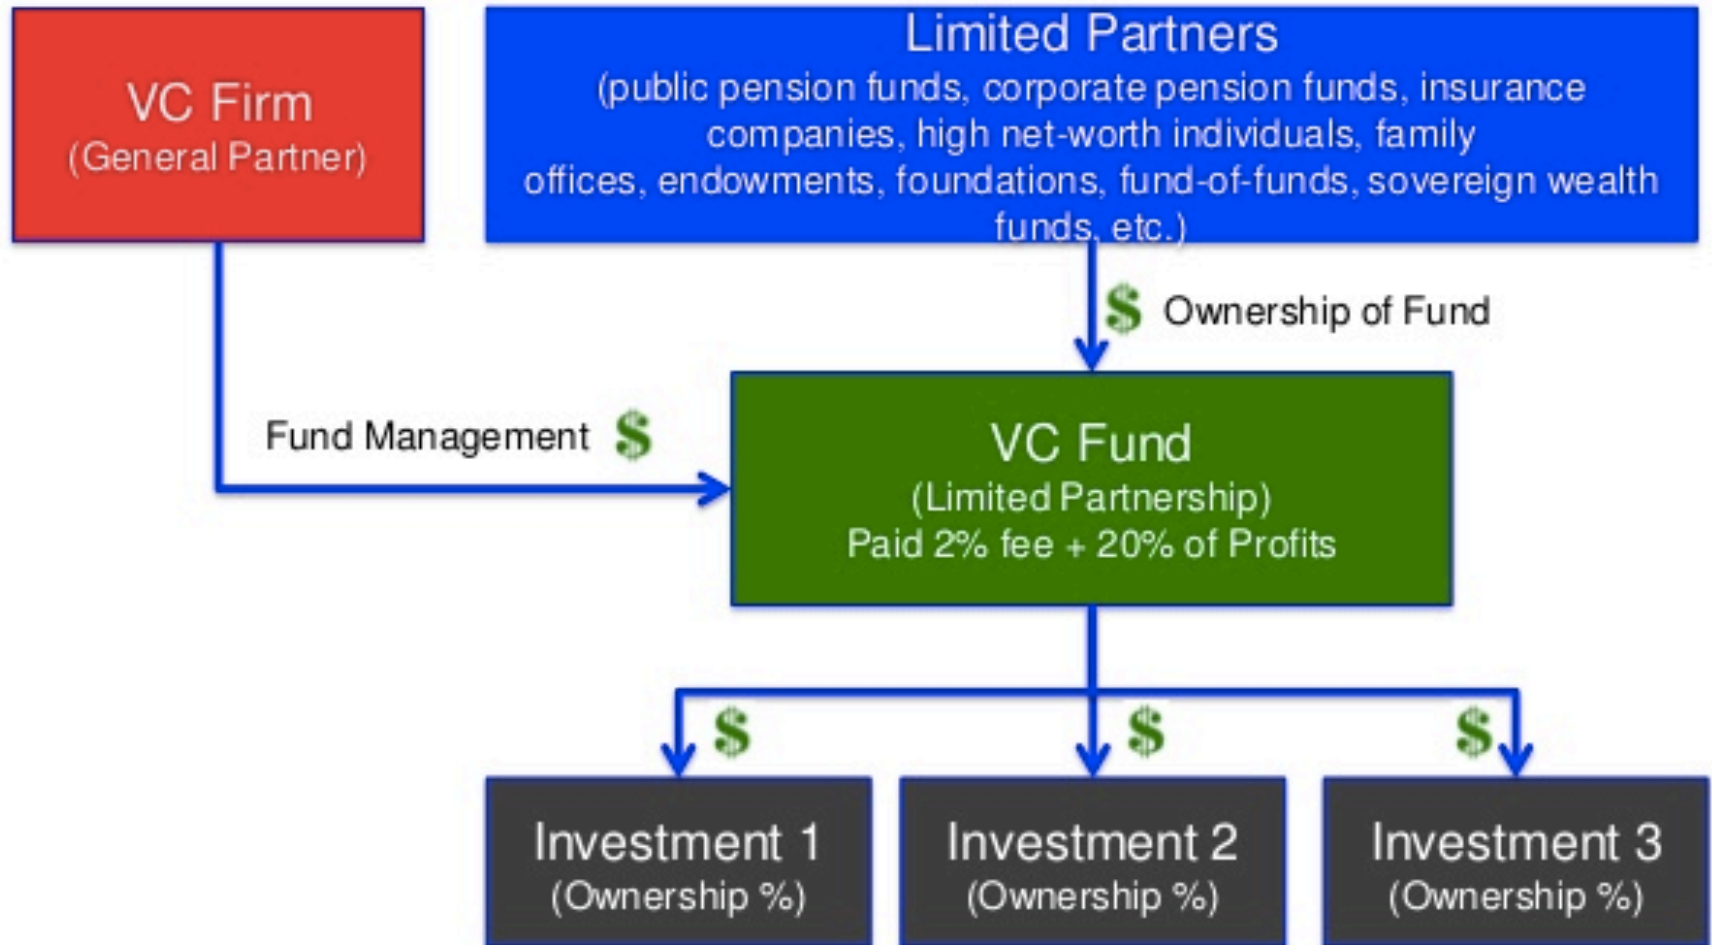 VC Firm
(General Partner)
Limited Partners
(public pension funds, corporate pension funds, insurance
companies, high net-worth individuals, family
offices, endowments, foundations, fund-of-funds, sovereign wealth
funds, etc.)
$ Ownership of Fund
Fund Management $
VC Fund
(Limited Partnership)
Paid 2% fee + 20% of Profits
$ $ $
Investment 1
(Ownership %)
Investment 2
(Ownership %)
Investment 3
(Ownership %)